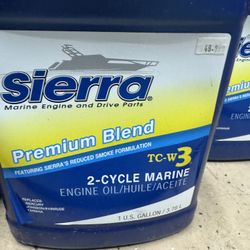 Sierra
Marine Engine and Drive Parts
Premium Blend
FEATURING SIERRA'S REDUCED SMOKE FORMULATION
TC-W3
2-CYCLE MARINE
ENGINE OIL/HUILE/ACEITE
1 U.S. GALLON / 3.78 L